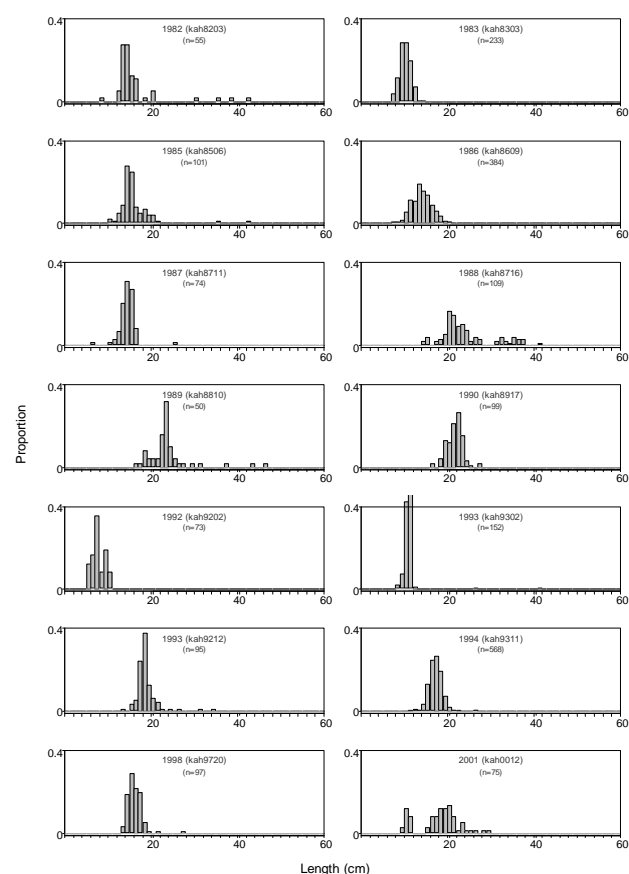 0.4
1982 (kah8203)
(n=55)
0
20
40
60
0.4
1983 (kah8303)
(n=233)
0
20
40
60
0.4
1985 (kah8506)
(n=101)
0
20
40
60
0.4
1986 (kah8609)
(n=384)
0
20
40
60
0.4
1987 (kah8711)
(n=74)
0
20
40
60
0.4
1988 (kah8716)
(n=109)
0
20
40
60
Proportion
0.4
1989 (kah8810)
(n=50)
0
20
40
60
0.4
1990 (kah8917)
(n=99)
0
20
40
60
0.4
1992 (kah9202)
(n=73)
0
20
40
60
0.4
1993 (kah9302)
(n=152)
0
20
40
60
0.4
1993 (kah9212)
(n=95)
0
20
40
60
0.4
1994 (kah9311)
(n=568)
0
20
40
60
0.4
1998 (kah9720)
(n=97)
0
20
40
60
0.4
2001 (kah0012)
(n=75)
0
20
40
60
Length (cm)